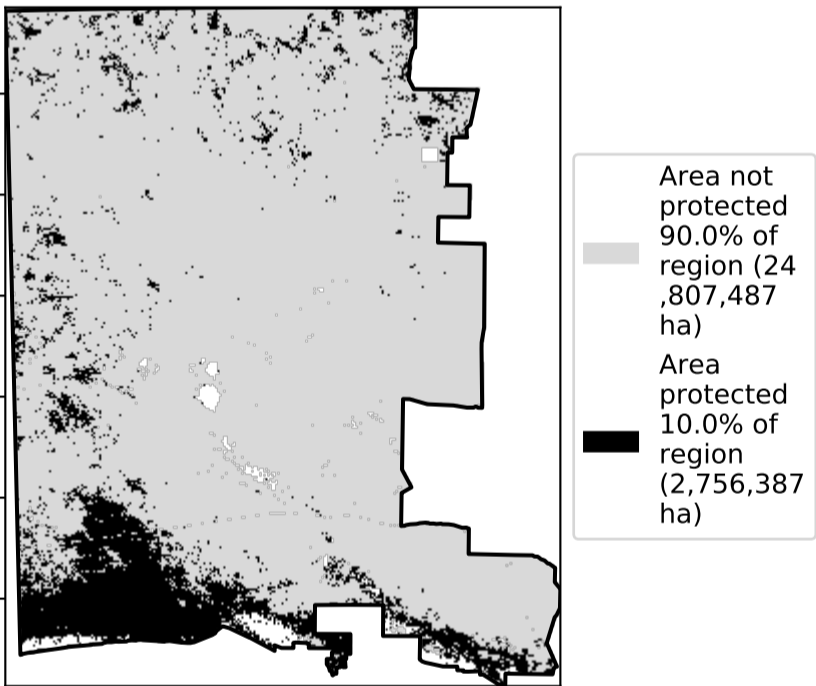 Area not
protected
90.0% of
region (24
,807,487
ha)
Area
protected
10.0% of
region
(2,756,387
ha)